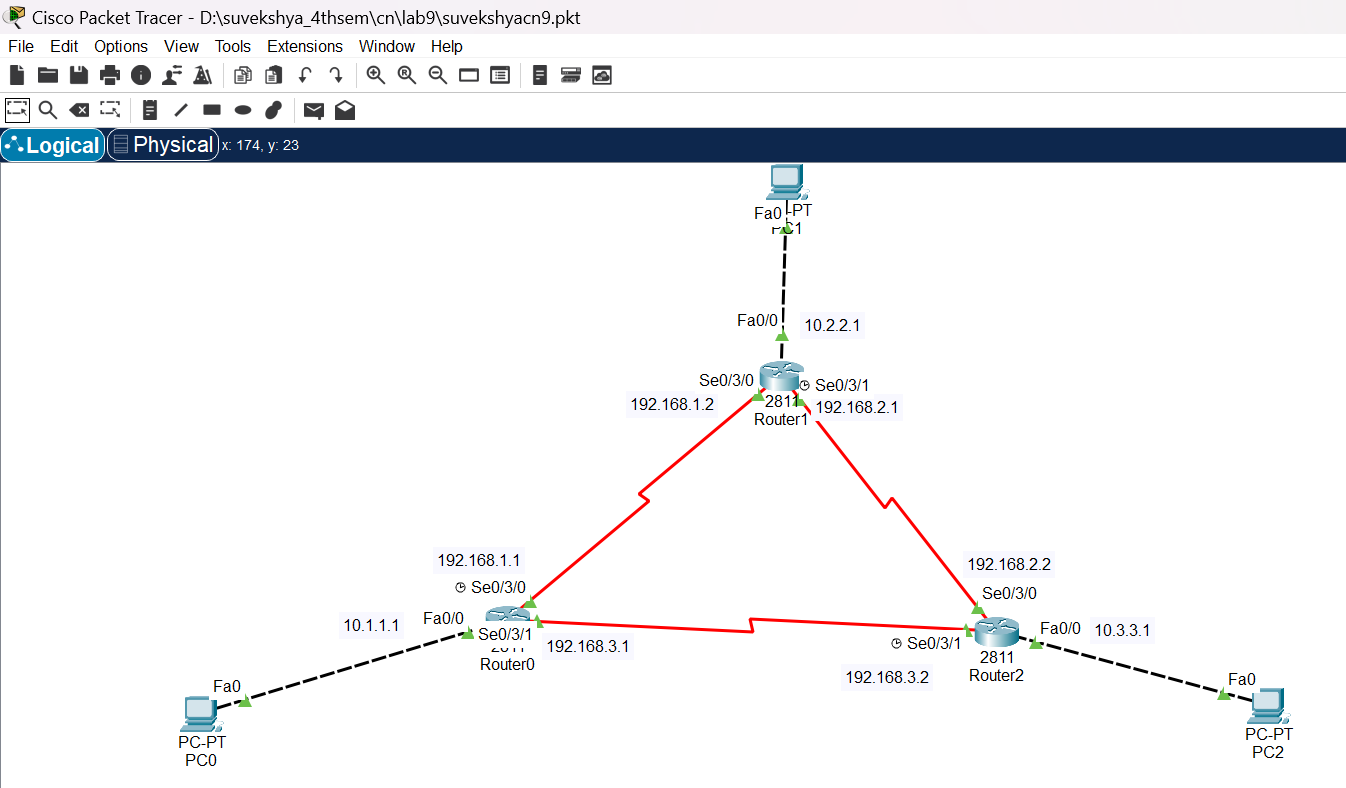 Cisco Packet Tracer - D:\suvekshya_4thsem\cn\lab9\suvekshyacn9.pkt
File Edit Options View Tools Extensions Window Help
Logical Physical x: 174, y: 23
Fa0 -PT
PC1
Fa0/0 10.2.2.1
Se0/3/0 Se0/3/1
192.168.1.2 2811 192.168.2.1
Router1
192.168.1.1 192.168.2.2
Se0/3/0 Se0/3/0
10.1.1.1 Fa0/0 Fa0/0 10.3.3.1
Se0/3/1 192.168.3.1 Se0/3/1
2811 2811
Router0 192.168.3.2 Router2
Fa0 Fa0
PC-PT PC-PT
PC0 PC2